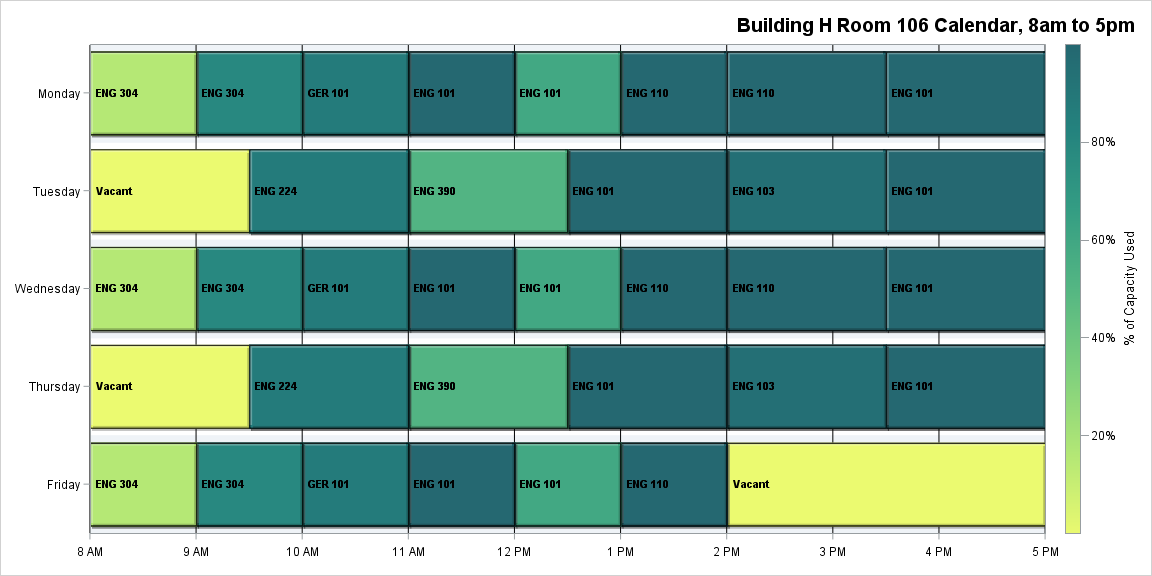 Building H Room 106 Calendar, 8am to 5pm
Monday
ENG 304 ENG 304 GER 101 ENG 101 ENG 101 ENG 110 ENG 110 ENG 101
Tuesday
Vacant ENG 224 ENG 390 ENG 101 ENG 103 ENG 101
Wednesday
ENG 304 ENG 304 GER 101 ENG 101 ENG 101 ENG 110 ENG 110 ENG 101
Thursday
Vacant ENG 224 ENG 390 ENG 101 ENG 103 ENG 101
Friday
ENG 304 ENG 304 GER 101 ENG 101 ENG 101 ENG 110 Vacant
8 AM 9 AM 10 AM 11 AM 12 PM 1 PM 2 PM 3 PM 4 PM 5 PM
80%
60%
40%
20%
% of Capacity Used